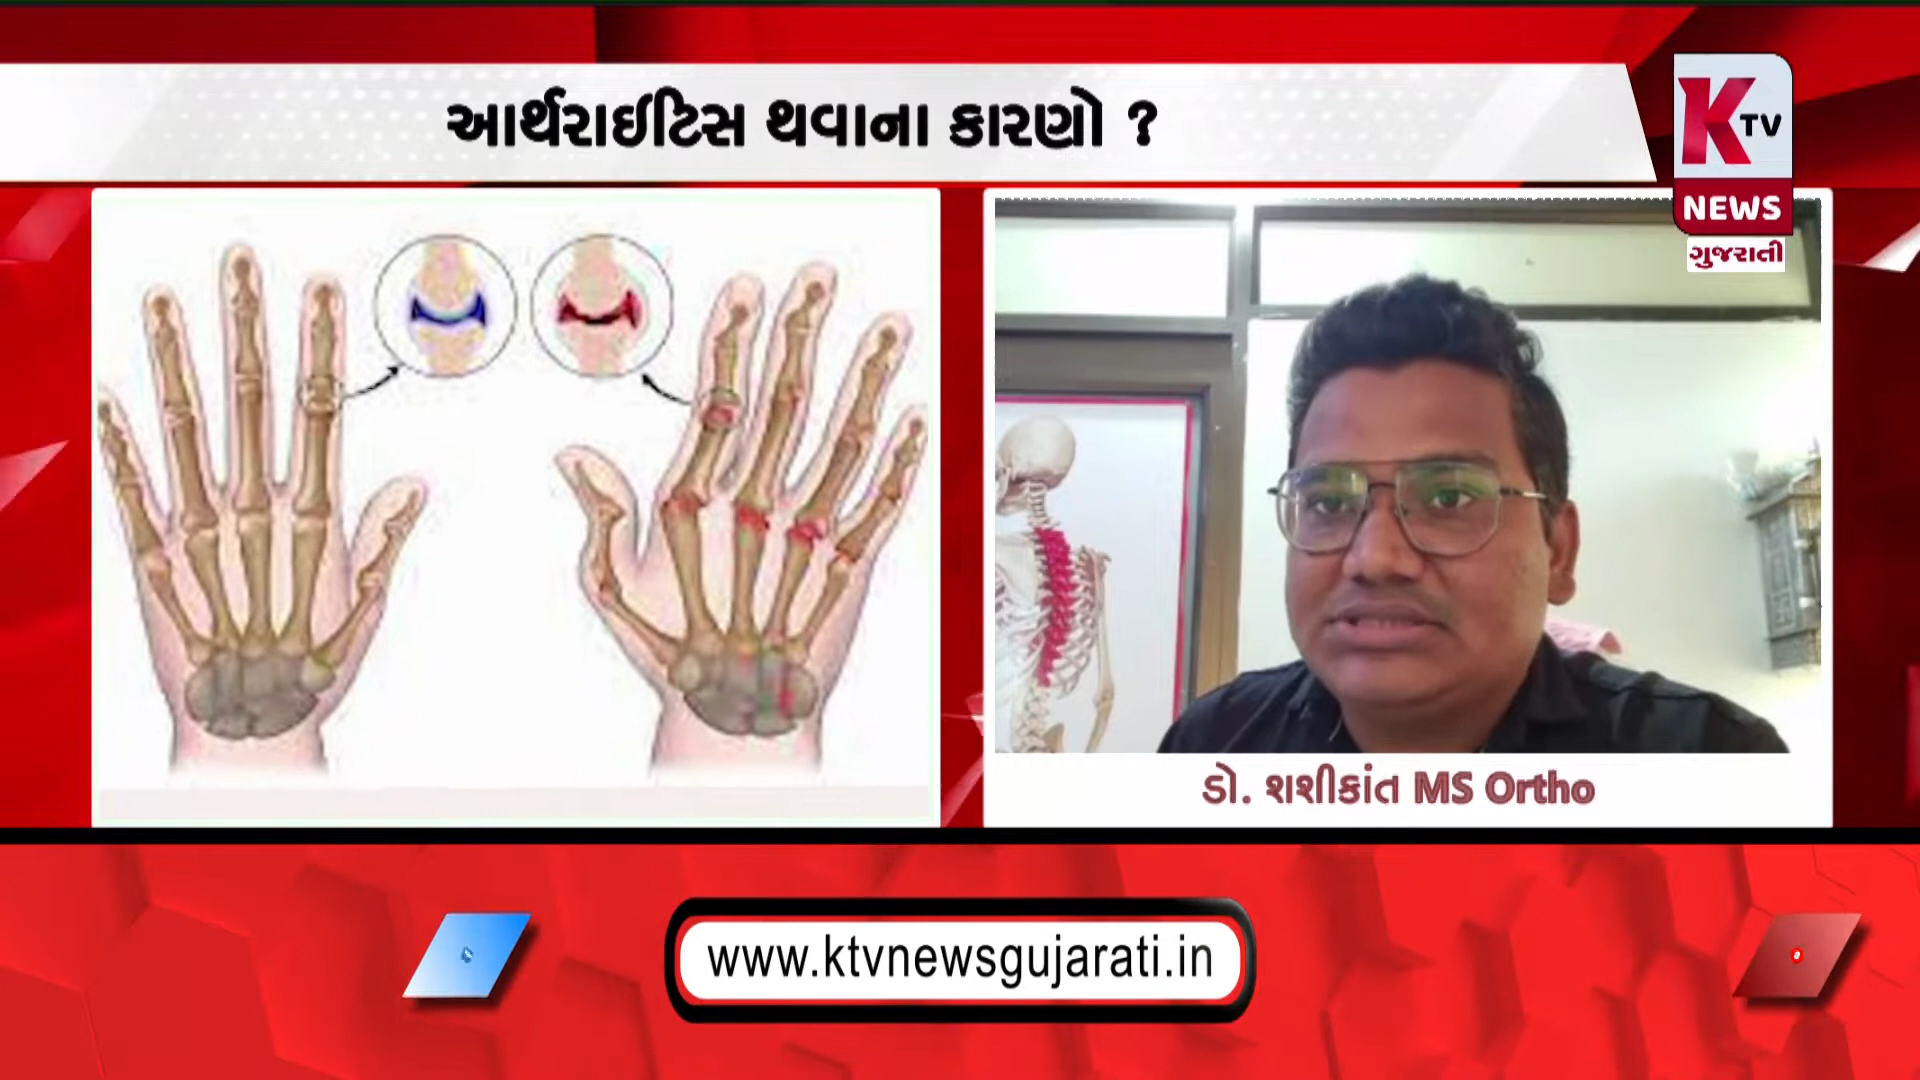 આર્થરાઈટિસ થવાના કારણો ?
K TV
NEWS
ગુજરાતી
ડો. શશીકાંત MS Ortho
www.ktvnewsgujarati.in